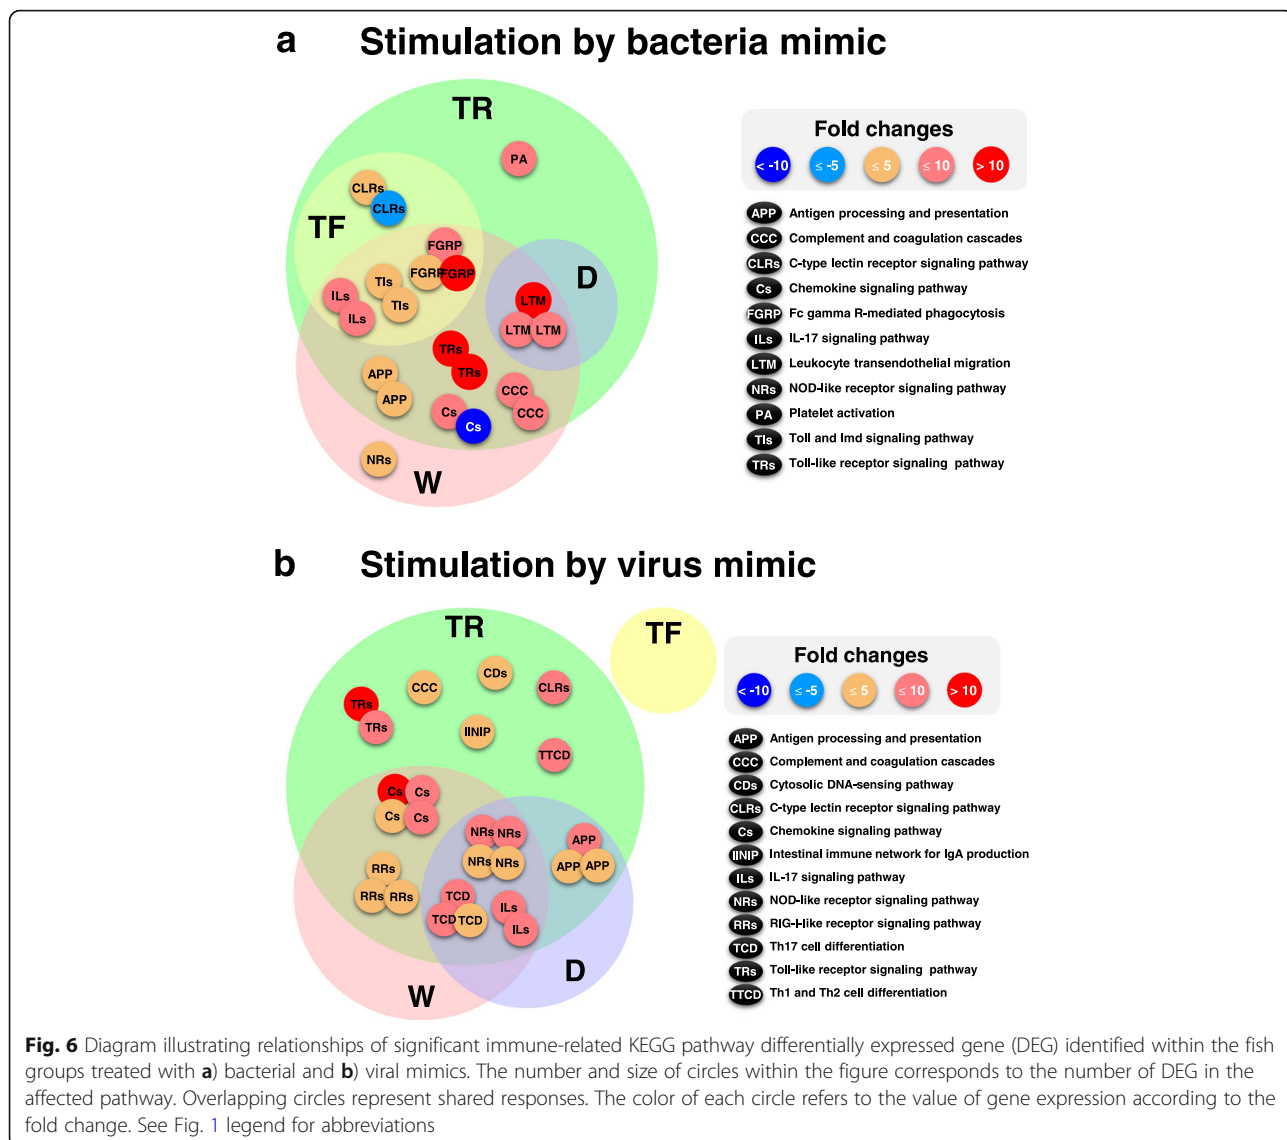 a Stimulation by bacteria mimic
TR
PA
CLRs
CLRs
TF
FGRP
FGRP
FGRP
D
TIs
TIs
ILs
ILs
LTM
LTM
LTM
TRs
TRs
APP
APP
CCC
CCC
Cs
Cs
NRs
W
Fold changes
< -10 ≤ -5 ≤ 5 ≤ 10 > 10
APP Antigen processing and presentation
CCC Complement and coagulation cascades
CLRs C-type lectin receptor signaling pathway
Cs Chemokine signaling pathway
FGRP Fc gamma R-mediated phagocytosis
ILs IL-17 signaling pathway
LTM Leukocyte transendothelial migration
NRs NOD-like receptor signaling pathway
PA Platelet activation
TIs Toll and Imd signaling pathway
TRs Toll-like receptor signaling pathway
b Stimulation by virus mimic
TR
TF
CDs
CCC
CLRs
TRs
TRs
IINIP
TTCD
Cs Cs
Cs Cs
NRs NRs
NRs NRs
APP
APP APP
RRs
RRs RRs
TCD
TCD TCD
ILs
ILs
D
W
Fold changes
< -10 ≤ -5 ≤ 5 ≤ 10 > 10
APP Antigen processing and presentation
CCC Complement and coagulation cascades
CDs Cytosolic DNA-sensing pathway
CLRs C-type lectin receptor signaling pathway
Cs Chemokine signaling pathway
IINIP Intestinal immune network for IgA production
ILs IL-17 signaling pathway
NRs NOD-like receptor signaling pathway
RRs RIG-I-like receptor signaling pathway
TCD Th17 cell differentiation
TRs Toll-like receptor signaling pathway
TTCD Th1 and Th2 cell differentiation
Fig. 6 Diagram illustrating relationships of significant immune-related KEGG pathway differentially expressed gene (DEG) identified within the fish
groups treated with a) bacterial and b) viral mimics. The number and size of circles within the figure corresponds to the number of DEG in the
affected pathway. Overlapping circles represent shared responses. The color of each circle refers to the value of gene expression according to the
fold change. See Fig. 1 legend for abbreviations